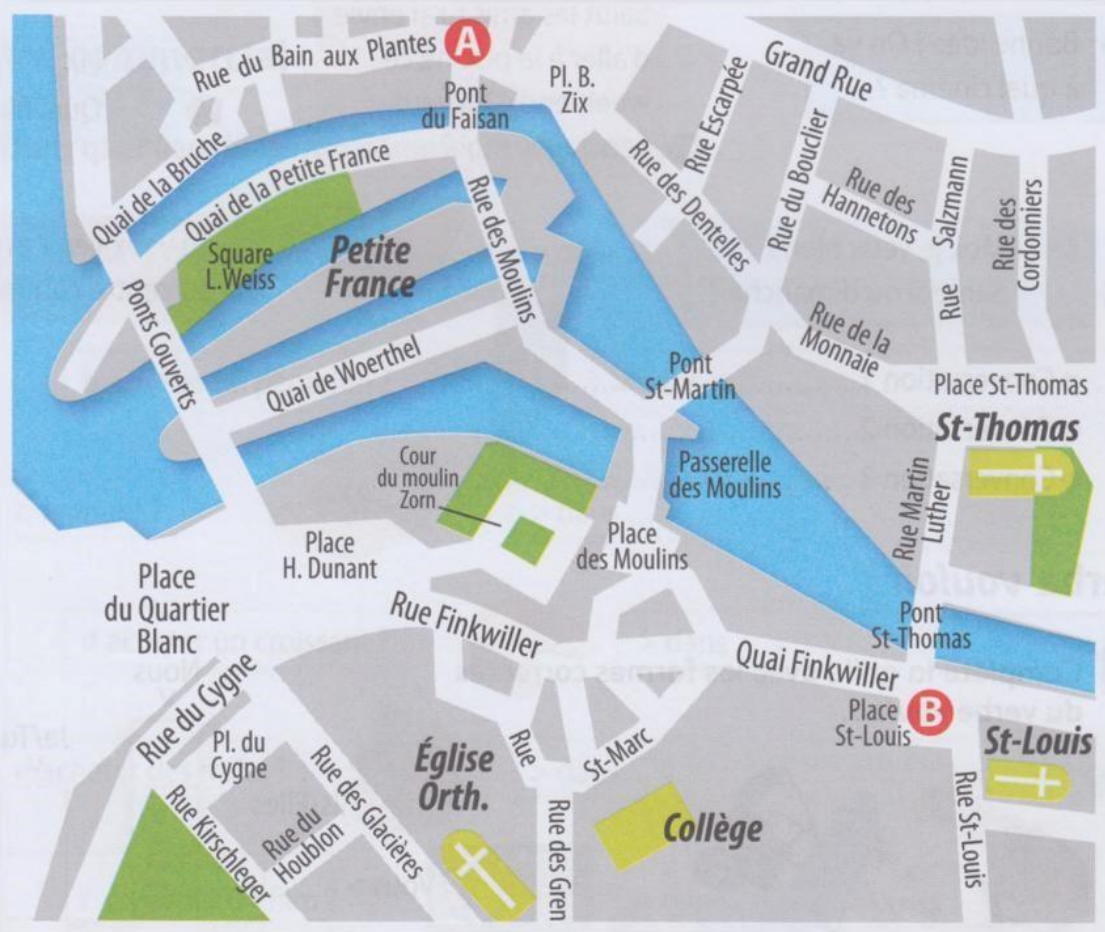 Rue du Bain aux Plantes
A
Pont
du Faisan
Pl. B.
Zix
Grand Rue
Rue Escarpée
Rue du Bouclier
Rue des Dentelles
Rue des
Hannetons
Rue Salzmann
Rue des
Cordonniers
Quai de la Bruche
Quai de la Petite France
Square
L.Weiss
Petite
France
Rue des Moulins
Ponts Couverts
Quai de Woerthel
Rue de la
Monnaie
Pont
St-Martin
Place St-Thomas
St-Thomas
Cour
du moulin
Zorn
Passerelle
des Moulins
Rue Martin
Luther
Place
des Moulins
Place
H. Dunant
Place
du Quartier
Blanc
Rue Finkwiller
Pont
St-Thomas
Quai Finkwiller
Rue du Cygne
Pl. du
Cygne
Place
St-Louis
B
St-Louis
Rue St-Marc
Église
Orth.
Rue des Glacières
Rue Kirschleger
Rue du
Houblon
Rue des Gren
Collège
Rue St-Louis